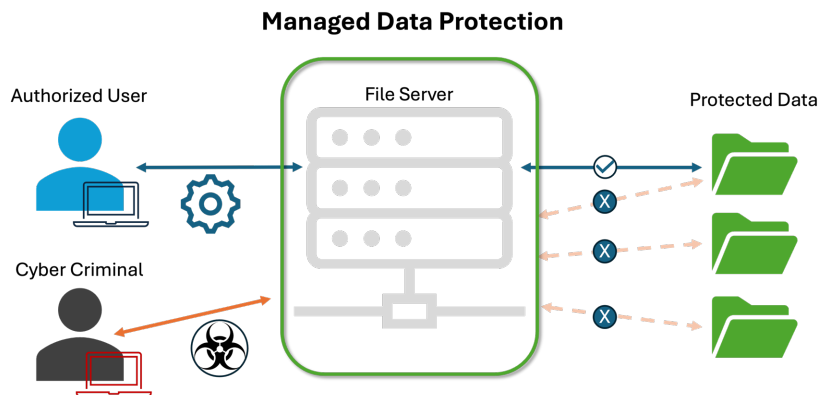 Managed Data Protection
Authorized User
File Server
Protected Data
X
X
Cyber Criminal
X